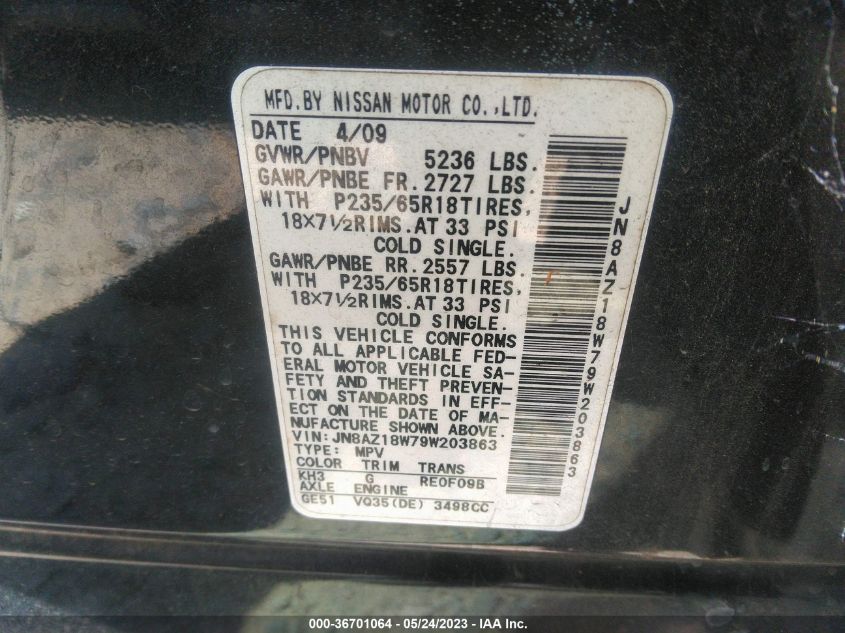 MFD.BY NISSAN MOTOR CO.,LTD.
DATE 4/09
GVWR/PNBV 5236 LBS.
GAWR/PNBE FR. 2727 LBS.
WITH P235/65R18TIRES,
18×7½RIMS.AT 33 PSI
COLD SINGLE.
GAWR/PNBE RR. 2557 LBS.
WITH P235/65R18TIRES.
18×7½RIMS.AT 33 PSI
COLD SINGLE.
THIS VEHICLE CONFORMS
TO ALL APPLICABLE FED-
ERAL MOTOR VEHICLE SA-
FETY AND THEFT PREVEN-
TION STANDARDS IN EFF-
ECT ON THE DATE OF MA-
NUFACTURE SHOWN ABOVE.
VIN: JN8AZ18W79W203863
TYPE: MPV
COLOR TRIM TRANS
KH3 G RE0F09B
AXLE ENGINE
GE51 VQ35(DE) 3498CC
JN8AZ18W79W203863
000-36701064 - 05/24/2023 - IAA Inc.